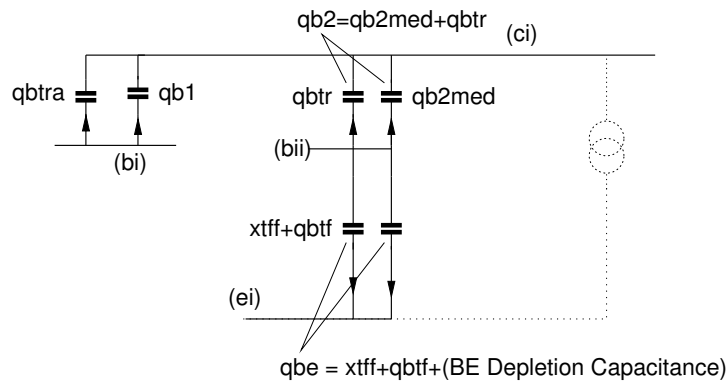 qb2=qb2med+qbtr
(ci)
qbtra
qb1
qbtr
qb2med
(bi)
(bii)
xtff+qbtf
(ei)
qbe = xtff+qbtf+(BE Depletion Capacitance)